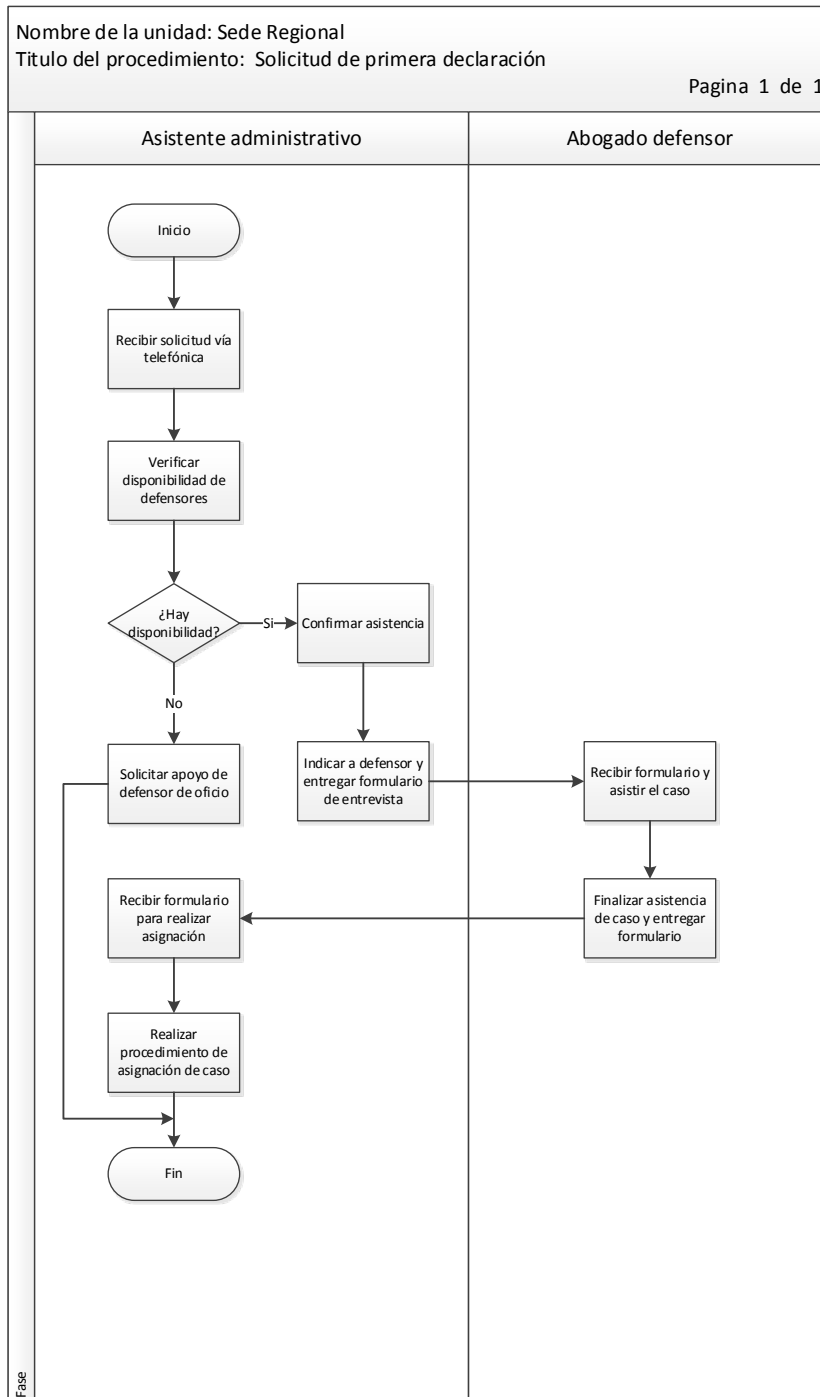 Nombre de la unidad: Sede Regional
Titulo del procedimiento: Solicitud de primera declaración
Pagina 1 de 1
Asistente administrativo
Abogado defensor
Inicio
Recibir solicitud vía
telefónica
Verificar
disponibilidad de
defensores
¿Hay
disponibilidad?
Si
Confirmar asistencia
No
Solicitar apoyo de
defensor de oficio
Indicar a defensor y
entregar formulario
de entrevista
Recibir formulario y
asistir el caso
Finalizar asistencia
de caso y entregar
formulario
Recibir formulario
para realizar
asignación
Realizar
procedimiento de
asignación de caso
Fin
Fase